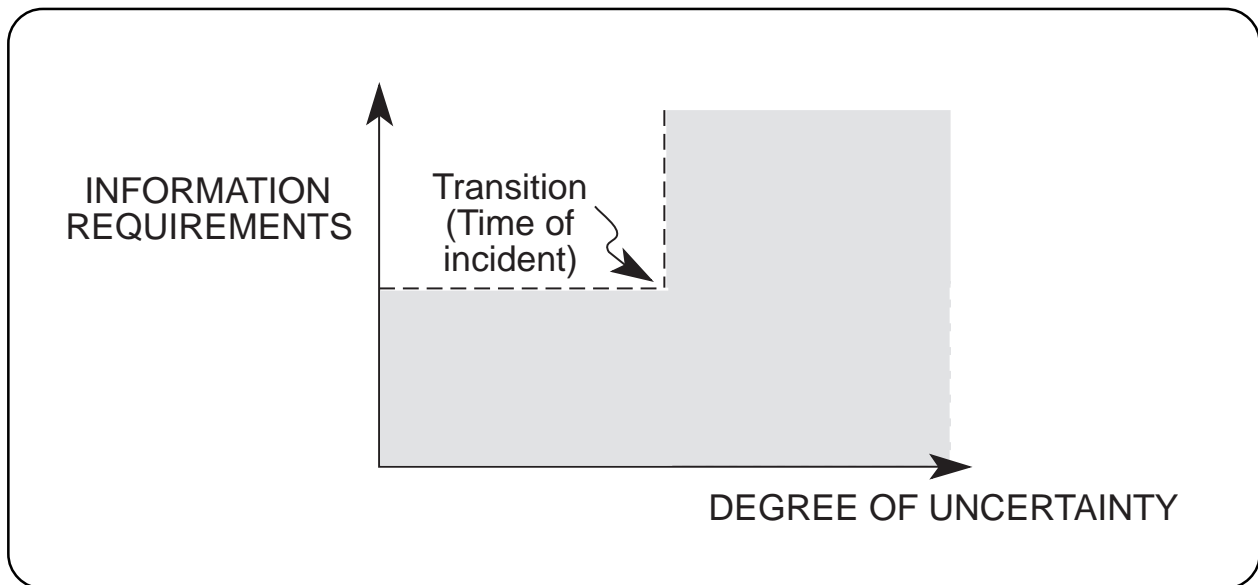 INFORMATION
REQUIREMENTS
Transition
(Time of
incident)
DEGREE OF UNCERTAINTY